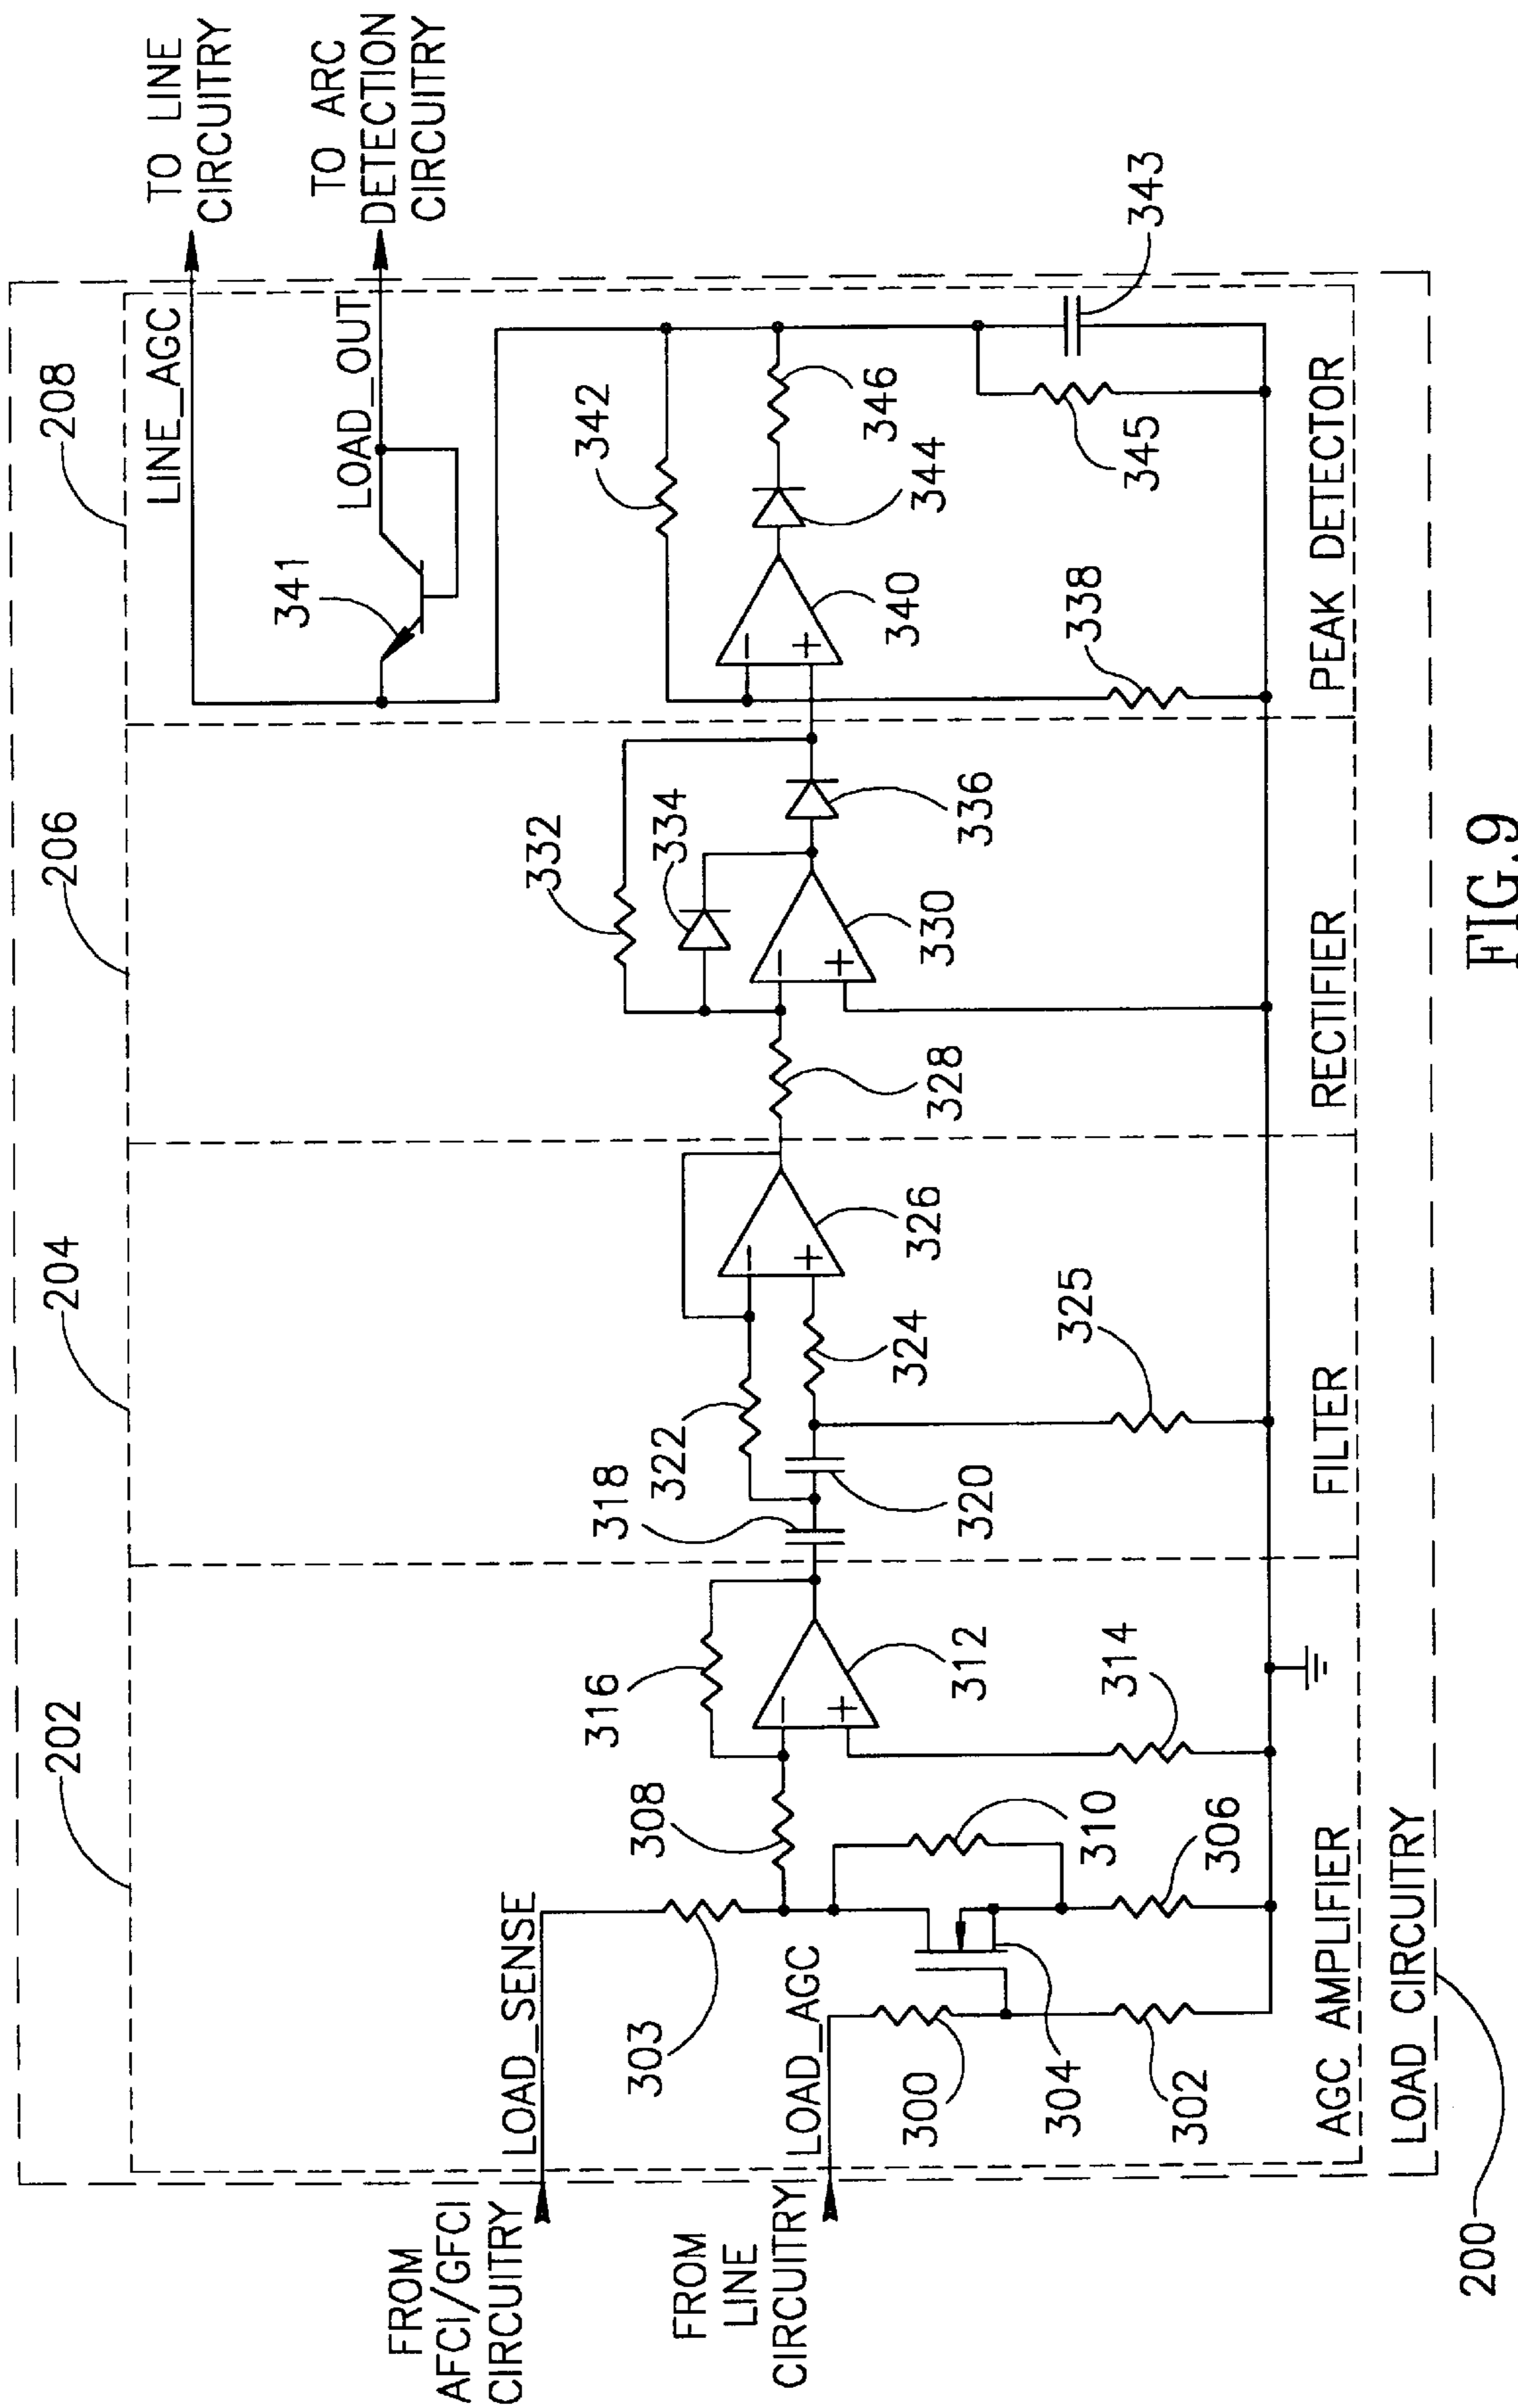 208
206
204
202
TO LINE
CIRCUITRY
TO ARC
DETECTION
CIRCUITRY
LINE_AGC
LOAD_OUT
341
342
340
344
346
338
345
343
PEAK DETECTOR
332
334
330
336
328
RECTIFIER
318
322
320
324
326
325
FILTER
316
308
312
314
310
306
303
300
304
302
LOAD_SENSE
LOAD_AGC
AGC AMPLIFIER
LOAD CIRCUITRY
FROM
AFCI/GFCI
CIRCUITRY
FROM
LINE
CIRCUITRY
200
FIG.9
− +
− +
− +
− +